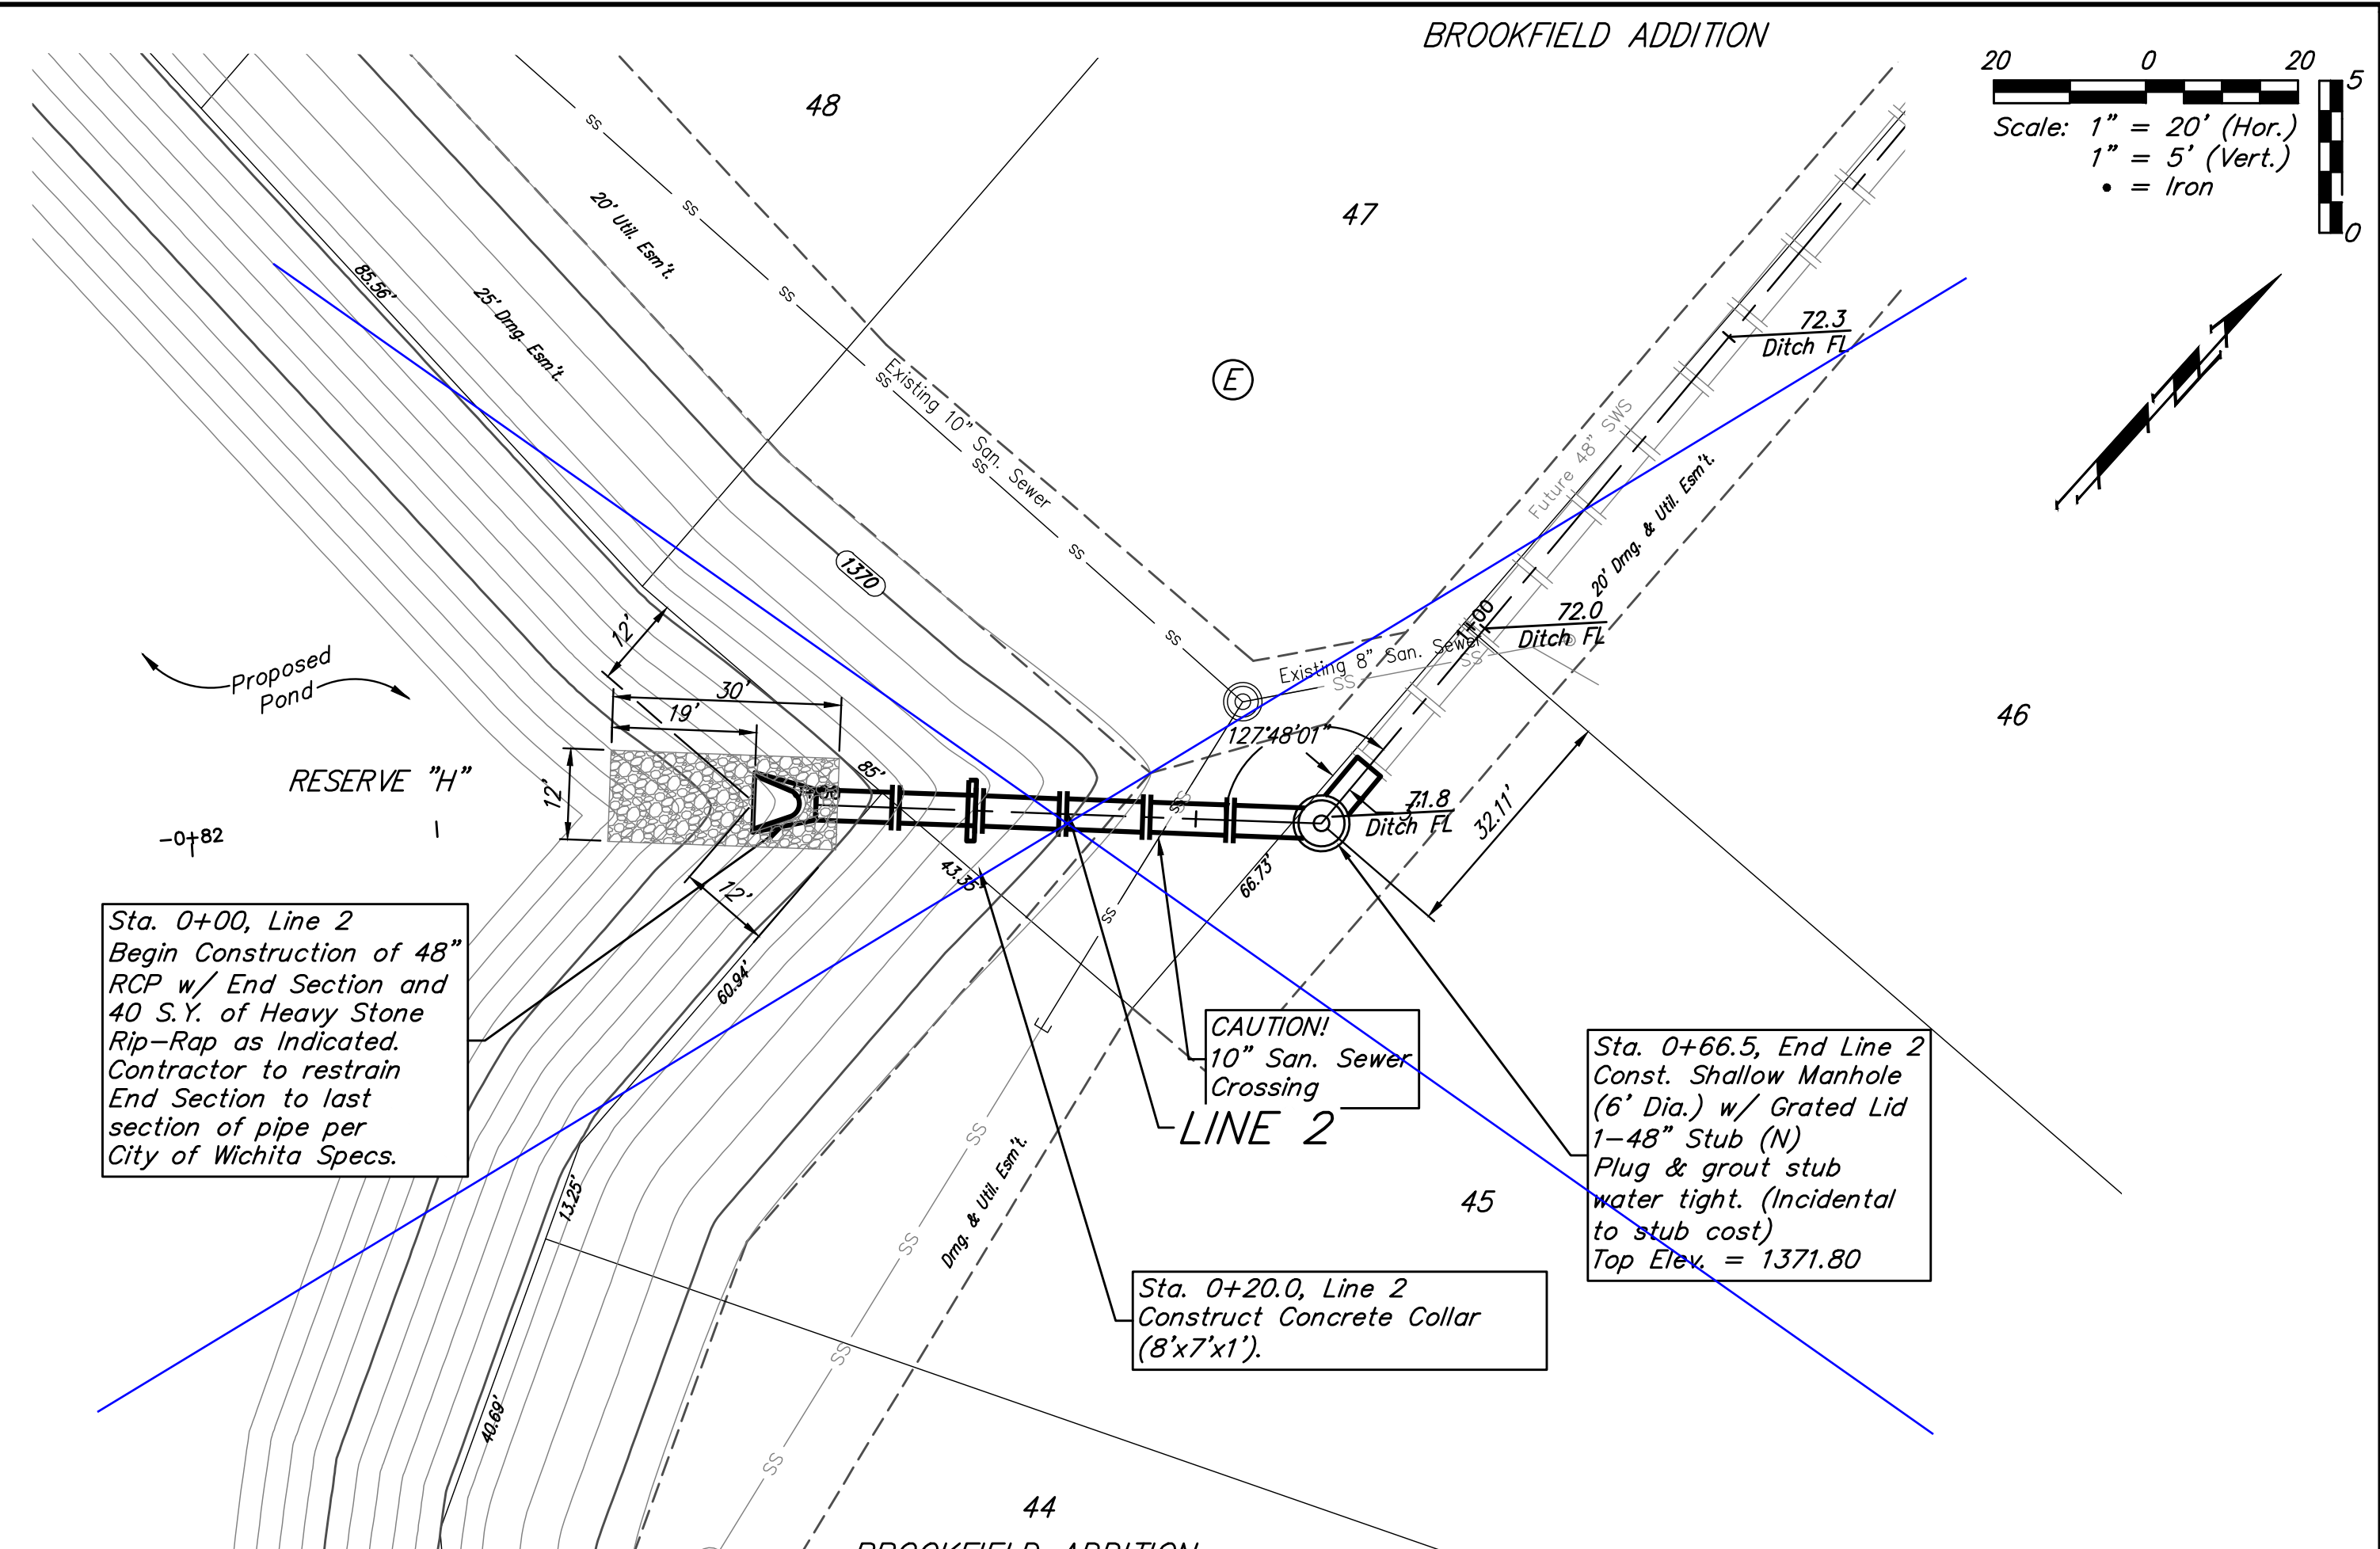 BROOKFIELD ADDITION
20 0 20
5
0
Scale: 1" = 20' (Hor.)
1" = 5' (Vert.)
• = Iron
48
47
ss
ss
ss
20' Util. Esm't.
85.56'
25' Drng. Esm't.
Existing 10" San. Sewer
ss
ss
ss
ss
E
72.3
Ditch FL
Future 48" SWS
20' Drng. & Util. Esm't.
1370
1+00
72.0
Ditch FL
Existing 8" San. Sewer
SS
SS
12'
Proposed
Pond
30'
19'
127°48'01"
46
RESERVE "H"
12'
85'
71.8
Ditch FL
32.11'
-0+82
SS
ss
43.35'
66.73'
12'
ss
60.94'
E
Sta. 0+00, Line 2
Begin Construction of 48"
RCP w/ End Section and
40 S.Y. of Heavy Stone
Rip-Rap as Indicated.
Contractor to restrain
End Section to last
section of pipe per
City of Wichita Specs.
CAUTION!
10" San. Sewer
Crossing
LINE 2
Sta. 0+66.5, End Line 2
Const. Shallow Manhole
(6' Dia.) w/ Grated Lid
1-48" Stub (N)
Plug & grout stub
water tight. (Incidental
to stub cost)
Top Elev. = 1371.80
SS
13.25'
Drng. & Util. Esm't.
45
SS
Sta. 0+20.0, Line 2
Construct Concrete Collar
(8'x7'x1').
SS
40.69'
SS
44
BROOKFIELD ADDITION